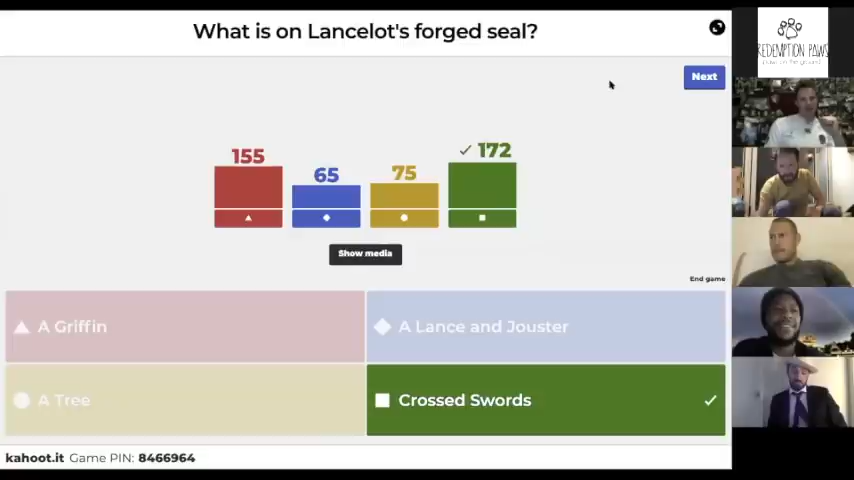 What is on Lancelot's forged seal?
Next
155
65
75
172
Show media
End game
A Griffin
A Lance and Jouster
A Tree
Crossed Swords
kahoot.it Game PIN: 8466964
REDEMPTION PAWS